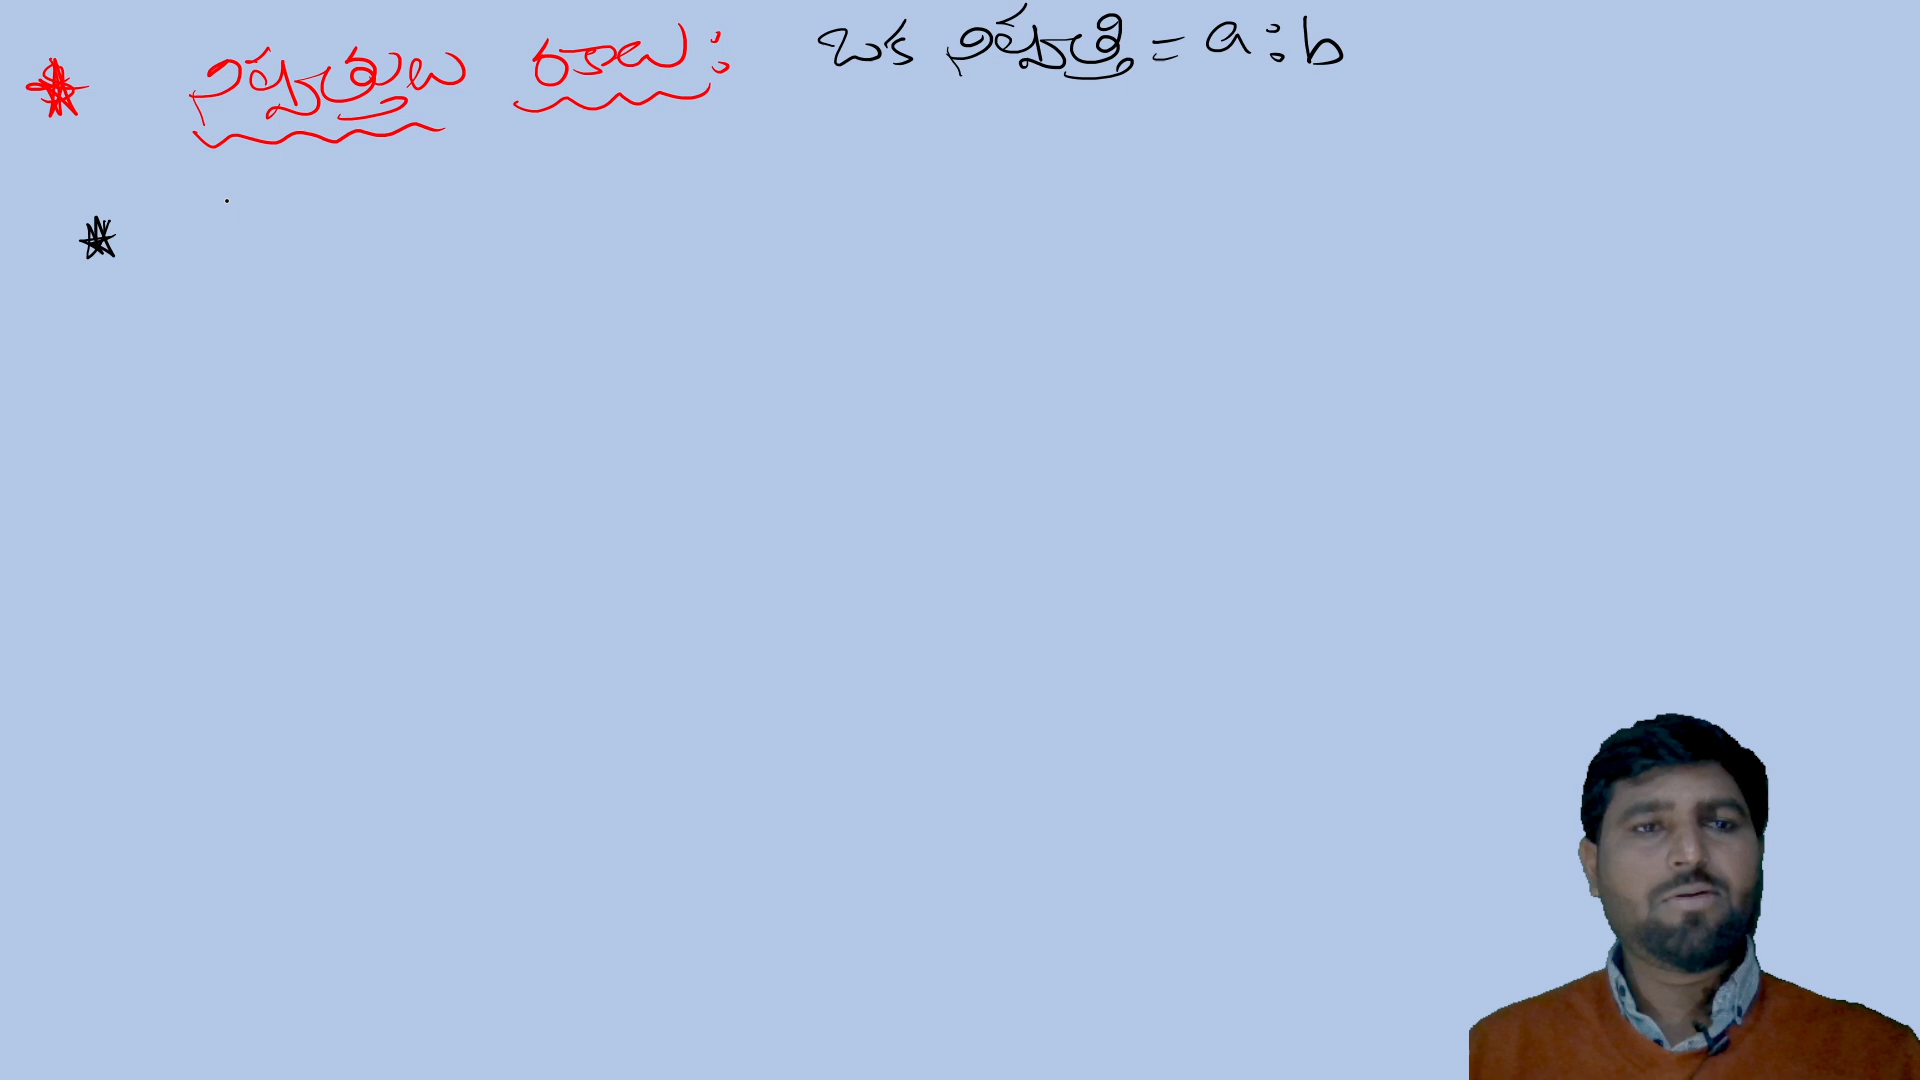 నిష్పత్తులు రకాలు : ఒక నిష్పత్తి = a : b